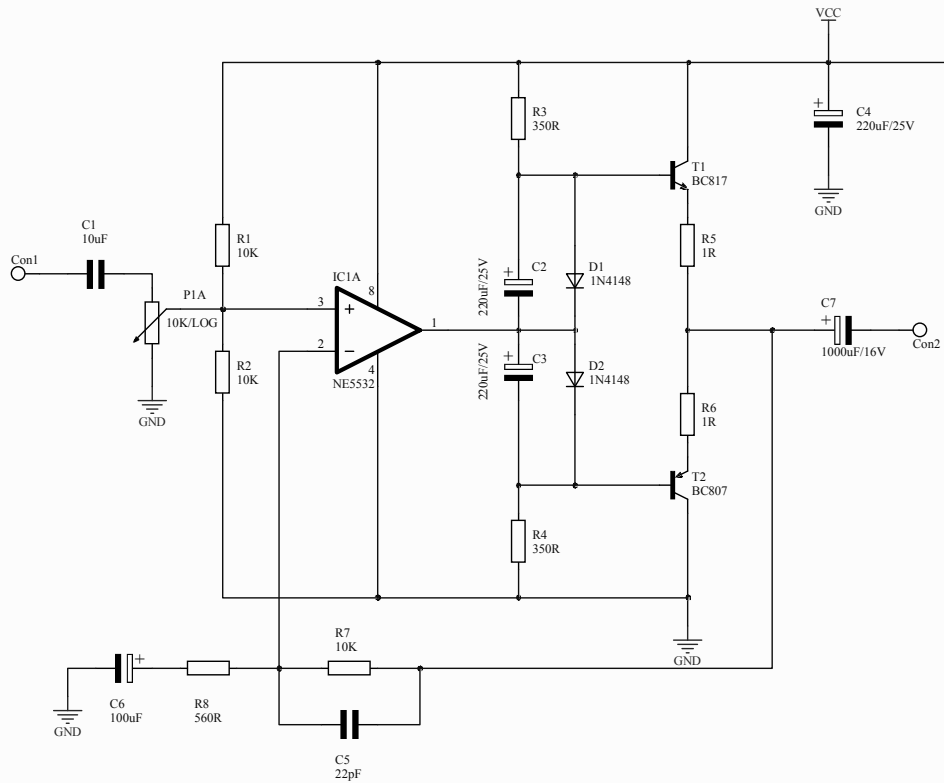 VCC
R3
350R
C4
220uF/25V
T1
BC817
GND
C1
10uF
R1
10K
R5
1R
Con1
IC1A
C2
220uF/25V
D1
1N4148
P1A
8
C7
10K/LOG
3
+
1
2
-
1000uF/16V
Con2
R2
10K
4
NE5532
C3
220uF/25V
D2
1N4148
R6
1R
GND
T2
BC807
R4
350R
R7
10K
GND
C6
100uF
R8
560R
GND
C5
22pF